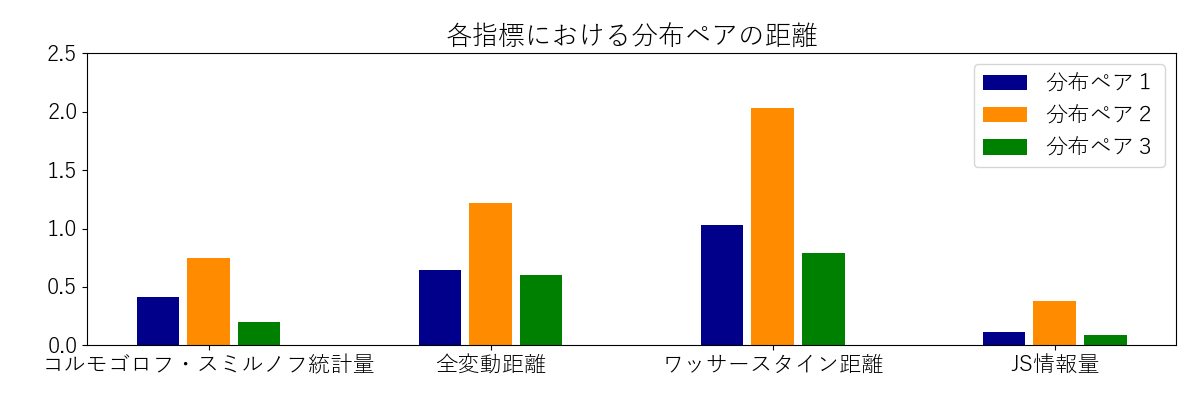 各指標における分布ペアの距離
2.5
2.0
1.5
1.0
0.5
0.0
分布ペア１
分布ペア２
分布ペア３
コルモゴロフ・スミルノフ統計量
全変動距離
ワッサースタイン距離
JS情報量